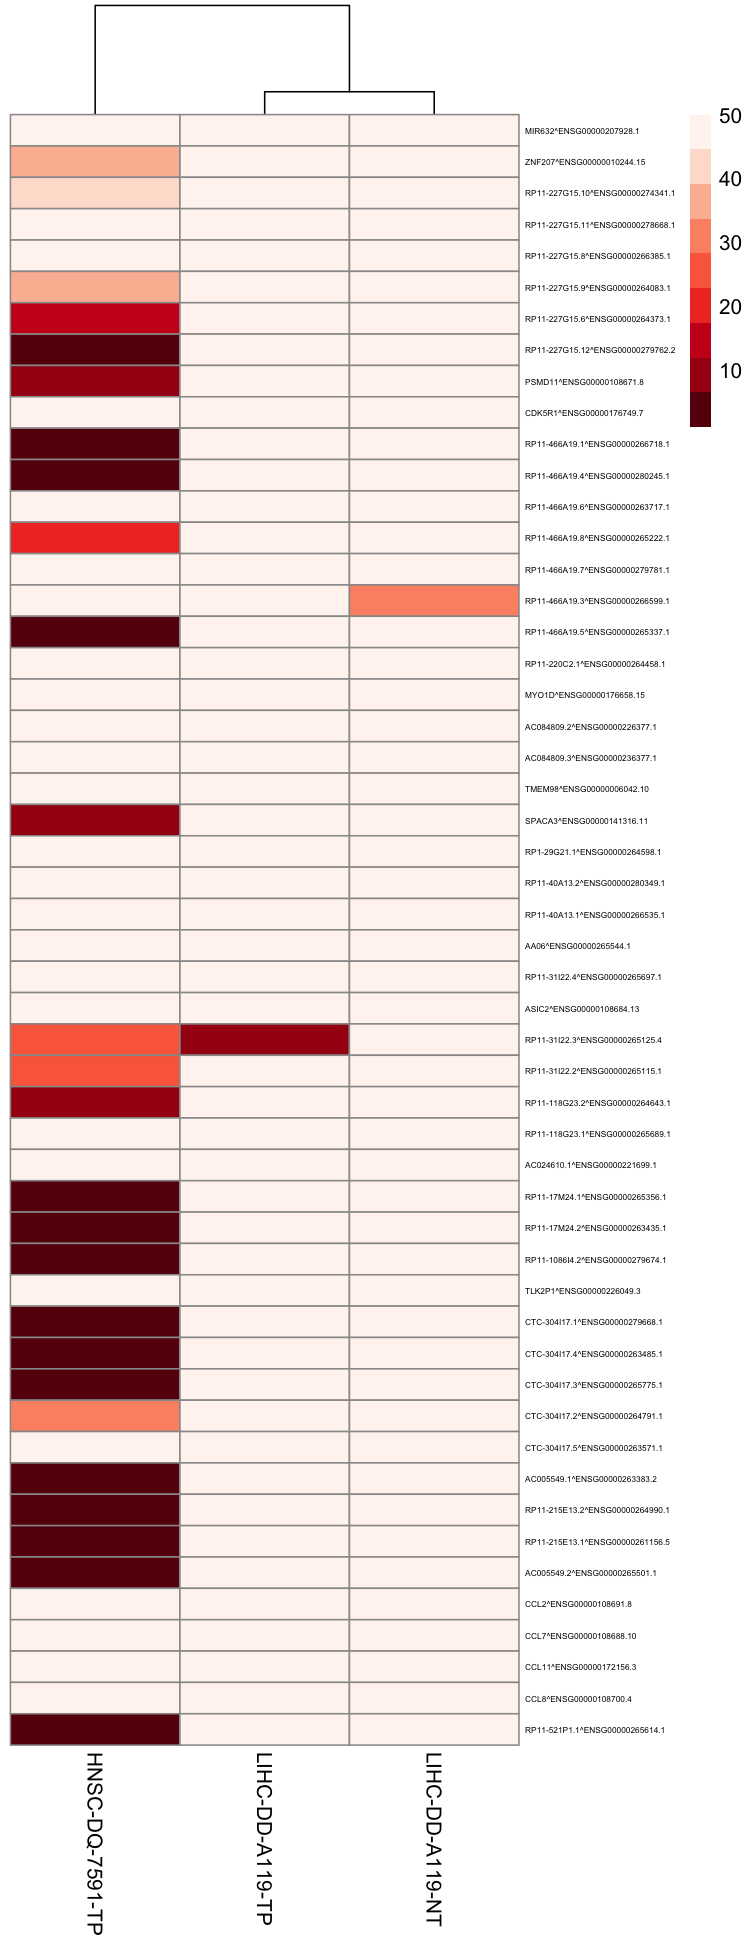 50
40
30
20
10
MIR632^ENSG00000207928.1
ZNF207^ENSG00000010244.15
RP11-227G15.10^ENSG00000274341.1
RP11-227G15.11^ENSG00000278668.1
RP11-227G15.8^ENSG00000266385.1
RP11-227G15.9^ENSG00000264083.1
RP11-227G15.6^ENSG00000264373.1
RP11-227G15.12^ENSG00000279762.2
PSMD11^ENSG00000108671.8
CDK5R1^ENSG00000176749.7
RP11-466A19.1^ENSG00000266718.1
RP11-466A19.4^ENSG00000280245.1
RP11-466A19.6^ENSG00000263717.1
RP11-466A19.8^ENSG00000265222.1
RP11-466A19.7^ENSG00000279781.1
RP11-466A19.3^ENSG00000266599.1
RP11-466A19.5^ENSG00000265337.1
RP11-220C2.1^ENSG00000264458.1
MYO1D^ENSG00000176658.15
AC084809.2^ENSG00000226377.1
AC084809.3^ENSG00000236377.1
TMEM98^ENSG00000006042.10
SPACA3^ENSG00000141316.11
RP1-29G21.1^ENSG00000264598.1
RP11-40A13.2^ENSG00000280349.1
RP11-40A13.1^ENSG00000266535.1
AA06^ENSG00000265544.1
RP11-31I22.4^ENSG00000265697.1
ASIC2^ENSG00000108684.13
RP11-31I22.3^ENSG00000265125.4
RP11-31I22.2^ENSG00000265115.1
RP11-118G23.2^ENSG00000264643.1
RP11-118G23.1^ENSG00000265689.1
AC024610.1^ENSG00000221699.1
RP11-17M24.1^ENSG00000265356.1
RP11-17M24.2^ENSG00000263435.1
RP11-1086I4.2^ENSG00000279674.1
TLK2P1^ENSG00000226049.3
CTC-304I17.1^ENSG00000279668.1
CTC-304I17.4^ENSG00000263485.1
CTC-304I17.3^ENSG00000265775.1
CTC-304I17.2^ENSG00000264791.1
CTC-304I17.5^ENSG00000263571.1
AC005549.1^ENSG00000263383.2
RP11-215E13.2^ENSG00000264990.1
RP11-215E13.1^ENSG00000261156.5
AC005549.2^ENSG00000265501.1
CCL2^ENSG00000108691.8
CCL7^ENSG00000108688.10
CCL11^ENSG00000172156.3
CCL8^ENSG00000108700.4
RP11-521P1.1^ENSG00000265614.1
HNSC-DQ-7591-TP
LIHC-DD-A119-TP
LIHC-DD-A119-NT